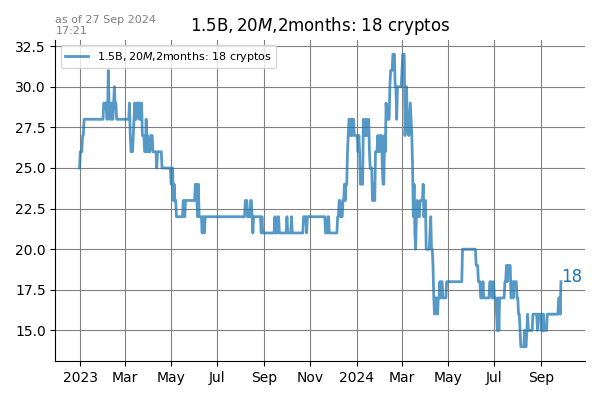 as of 27 Sep 2024
17:21
1.5B, 20M,2months: 18 cryptos
1.5B, 20M,2months: 18 cryptos
32.5
30.0
27.5
25.0
22.5
20.0
17.5
15.0
18
2023 Mar May Jul Sep Nov 2024 Mar May Jul Sep